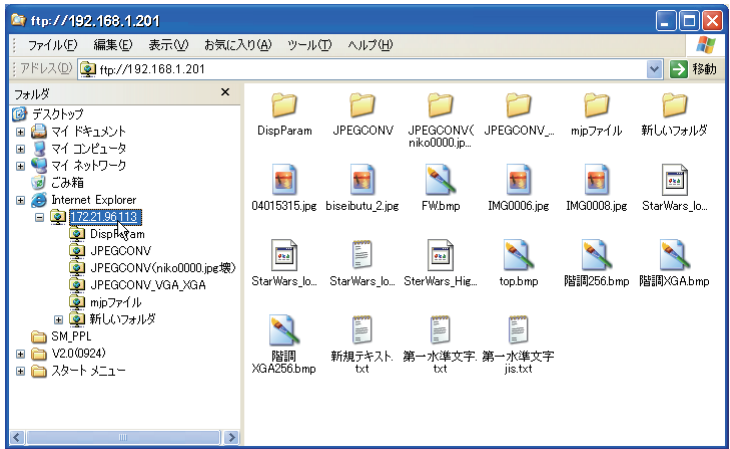 ftp://192.168.1.201
ファイル(F) 編集(E) 表示(V) お気に入り(A) ツール(T) ヘルプ(H)
アドレス(D) ftp://192.168.1.201 移動
フォルダ ×
デスクトップ
マイ ドキュメント
マイ コンピュータ
マイ ネットワーク
ごみ箱
Internet Explorer
172.21.96.113
DispParam
JPEGCONV
JPEGCONV(niko0000.jpg壊)
JPEGCONV_VGA_XGA
mjpファイル
新しいフォルダ
SM_PPL
V2.0(0924)
スタート メニュー
DispParam JPEGCONV JPEGCONV( JPEGCONV_... mjpファイル 新しいフォルダ
niko0000.jp...
04015315.jpg biseibutu_2.jpg FW.bmp IMG0006.jpg IMG0008.jpg StarWars_lo...
StarWars_lo... StarWars_lo... SterWars_Hig... top.bmp 階調256.bmp 階調XGA.bmp
階調 新規テキスト. 第一水準文字. 第一水準文字
XGA256.bmp txt txt jis.txt